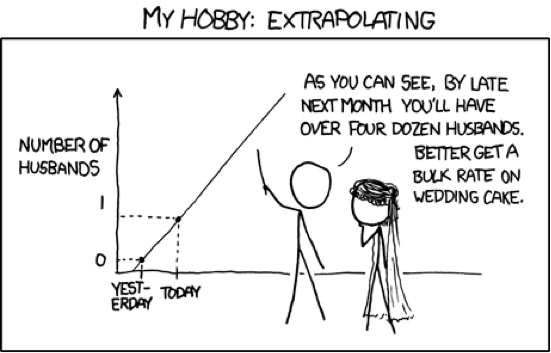 MY HOBBY: EXTRAPOLATING
AS YOU CAN SEE, BY LATE
NEXT MONTH YOU'LL HAVE
OVER FOUR DOZEN HUSBANDS.
BETTER GET A
BULK RATE ON
WEDDING CAKE.
NUMBER OF
HUSBANDS
1
0
YEST-
ERDAY
TODAY